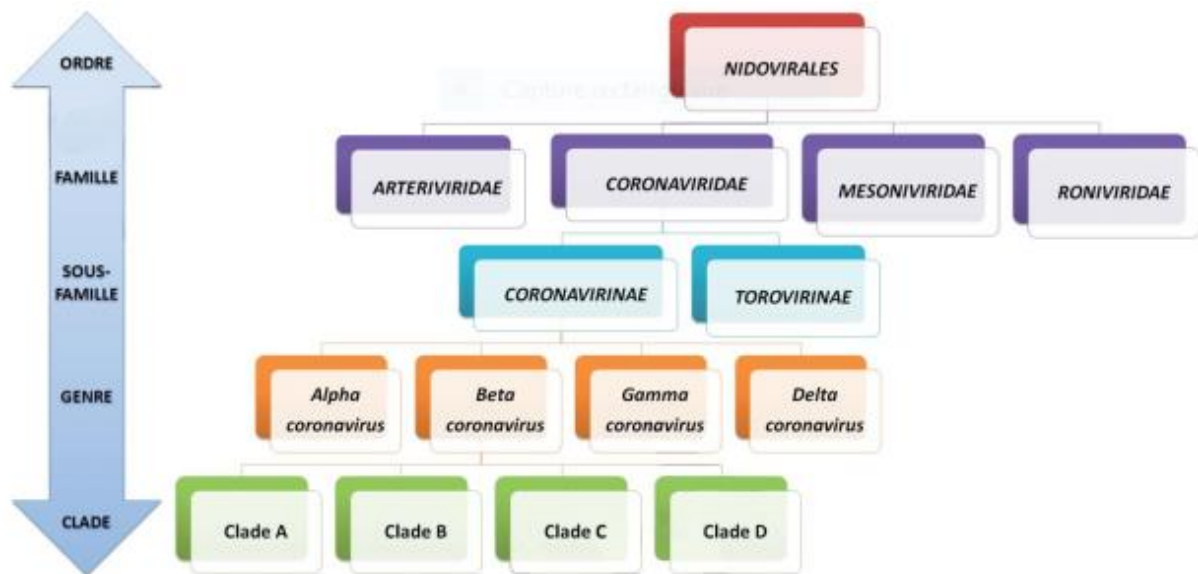 ORDRE
NIDOVIRALES
FAMILLE
ARTERIVIRIDAE
CORONAVIRIDAE
MESONIVIRIDAE
RONIVIRIDAE
SOUS-
FAMILLE
CORONAVIRINAE
TOROVIRINAE
GENRE
Alpha
coronavirus
Beta
coronavirus
Gamma
coronavirus
Delta
coronavirus
CLADE
Clade A
Clade B
Clade C
Clade D